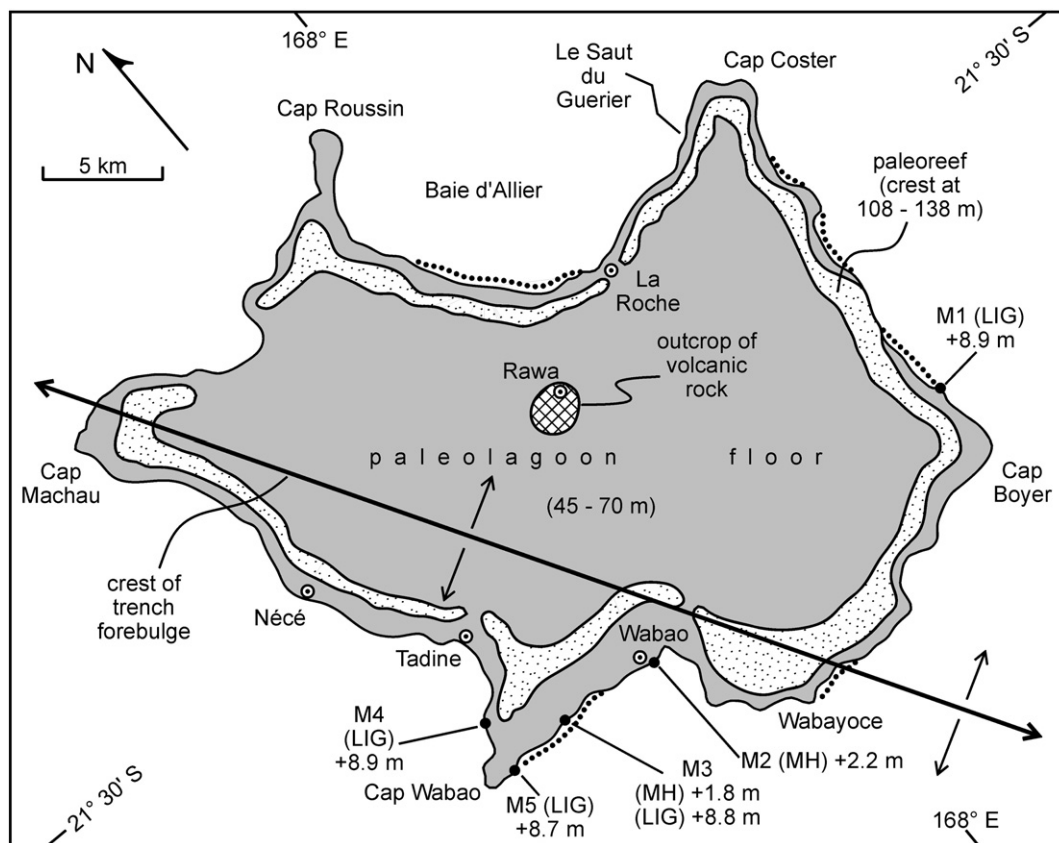 168° E
21° 30' S
N
5 km
Cap Roussin
Le Saut
du
Guerier
Cap Coster
Baie d'Allier
paleoreef
(crest at
108 - 138 m)
La
Roche
M1 (LIG)
+8.9 m
outcrop of
volcanic
rock
Rawa
paleolagoon floor
(45 - 70 m)
Cap
Machau
Cap
Boyer
crest of
trench
forebulge
Nécé
Tadine
Wabao
Wabayoce
M4
(LIG)
+8.9 m
Cap Wabao
M5 (LIG)
+8.7 m
M3
(MH) +1.8 m
(LIG) +8.8 m
M2 (MH) +2.2 m
21° 30' S
168° E